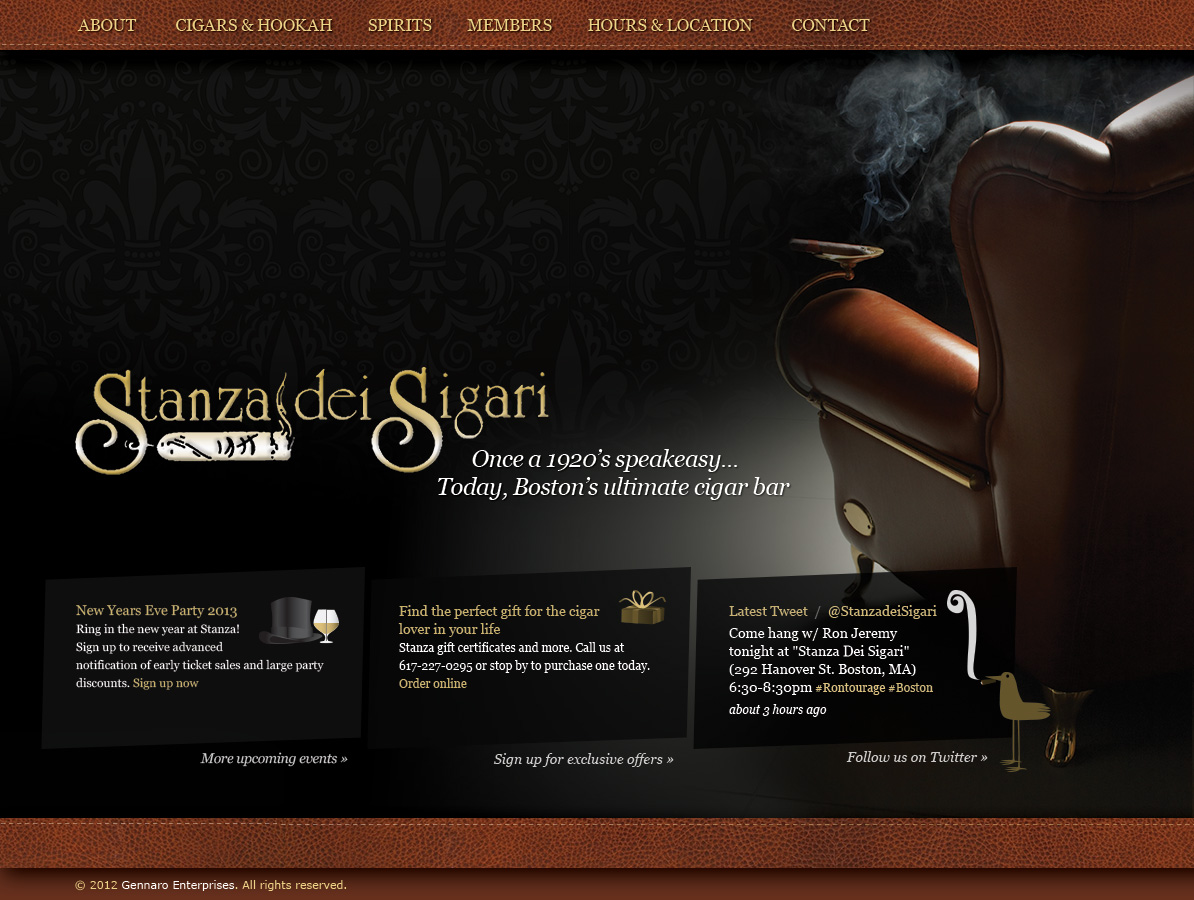 ABOUT CIGARS & HOOKAH SPIRITS MEMBERS HOURS & LOCATION CONTACT
Stanza dei Sigari
Once a 1920's speakeasy...
Today, Boston's ultimate cigar bar
New Years Eve Party 2013
Ring in the new year at Stanza!
Sign up to receive advanced
notification of early ticket sales and large party
discounts. Sign up now
More upcoming events »
Find the perfect gift for the cigar
lover in your life
Stanza gift certificates and more. Call us at
617-227-0295 or stop by to purchase one today.
Order online
Sign up for exclusive offers »
Latest Tweet / @StanzadeiSigari
Come hang w/ Ron Jeremy
tonight at "Stanza Dei Sigari"
(292 Hanover St. Boston, MA)
6:30-8:30pm #Rontourage #Boston
about 3 hours ago
Follow us on Twitter »
© 2012 Gennaro Enterprises. All rights reserved.